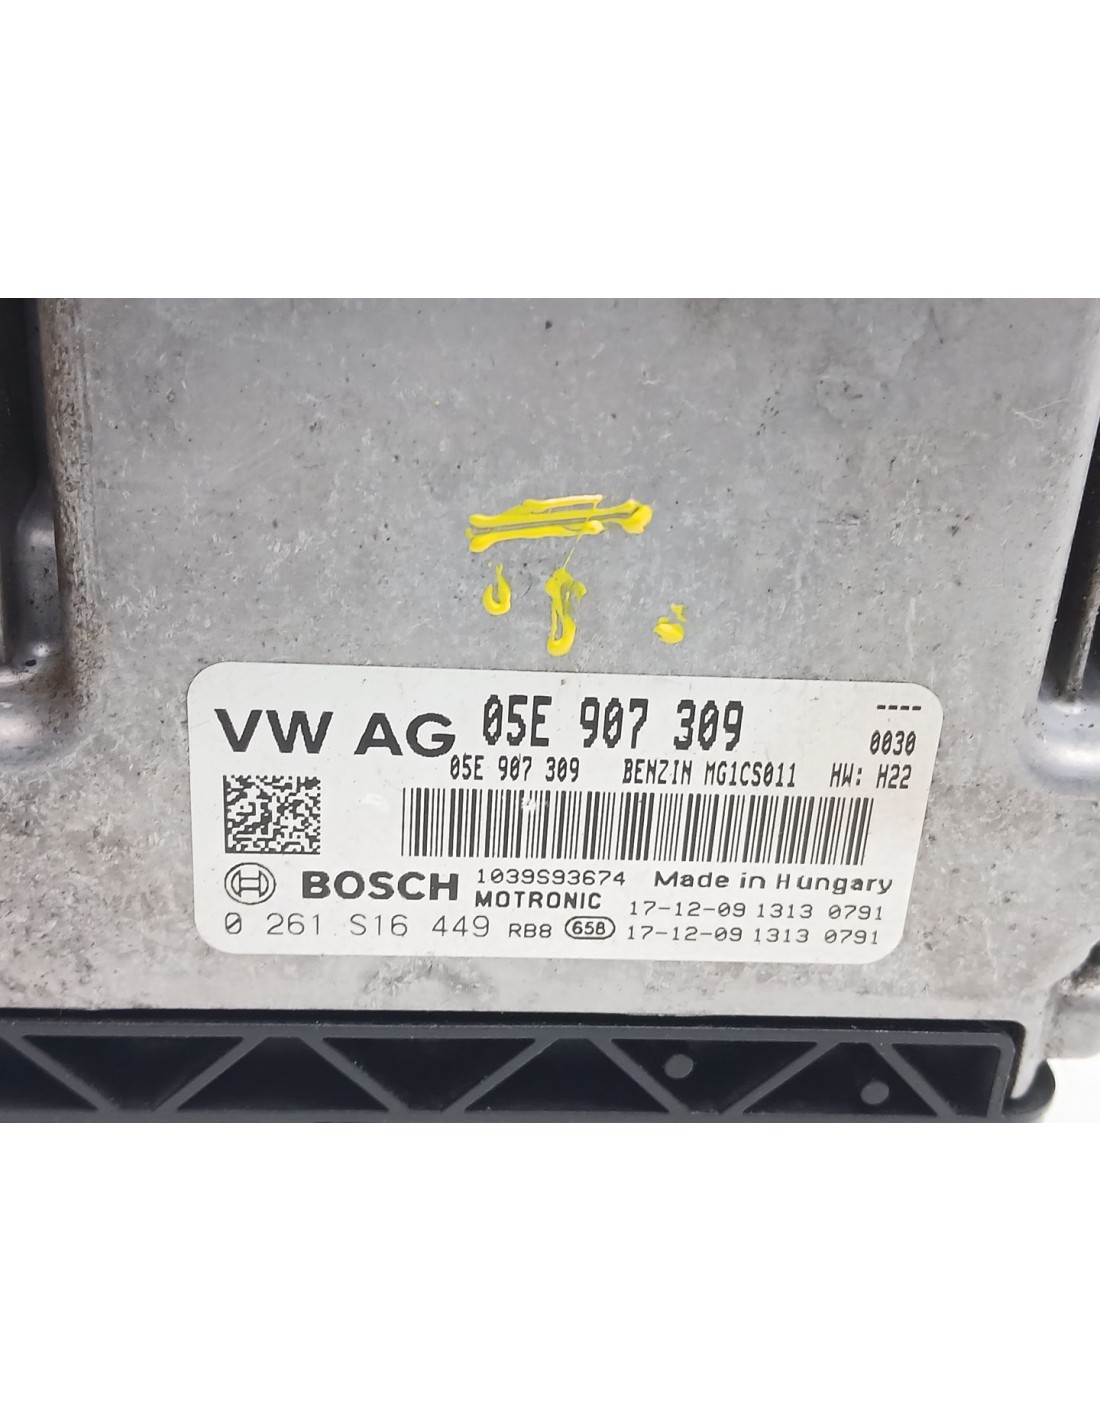 VW AG 05E 907 309 ----
0030
05E 907 309 BENZIN MG1CS011 HW: H22
BOSCH 1039S93674 Made in Hungary
MOTRONIC 17-12-09 1313 0791
0 261 S16 449 RB8 658 17-12-09 1313 0791